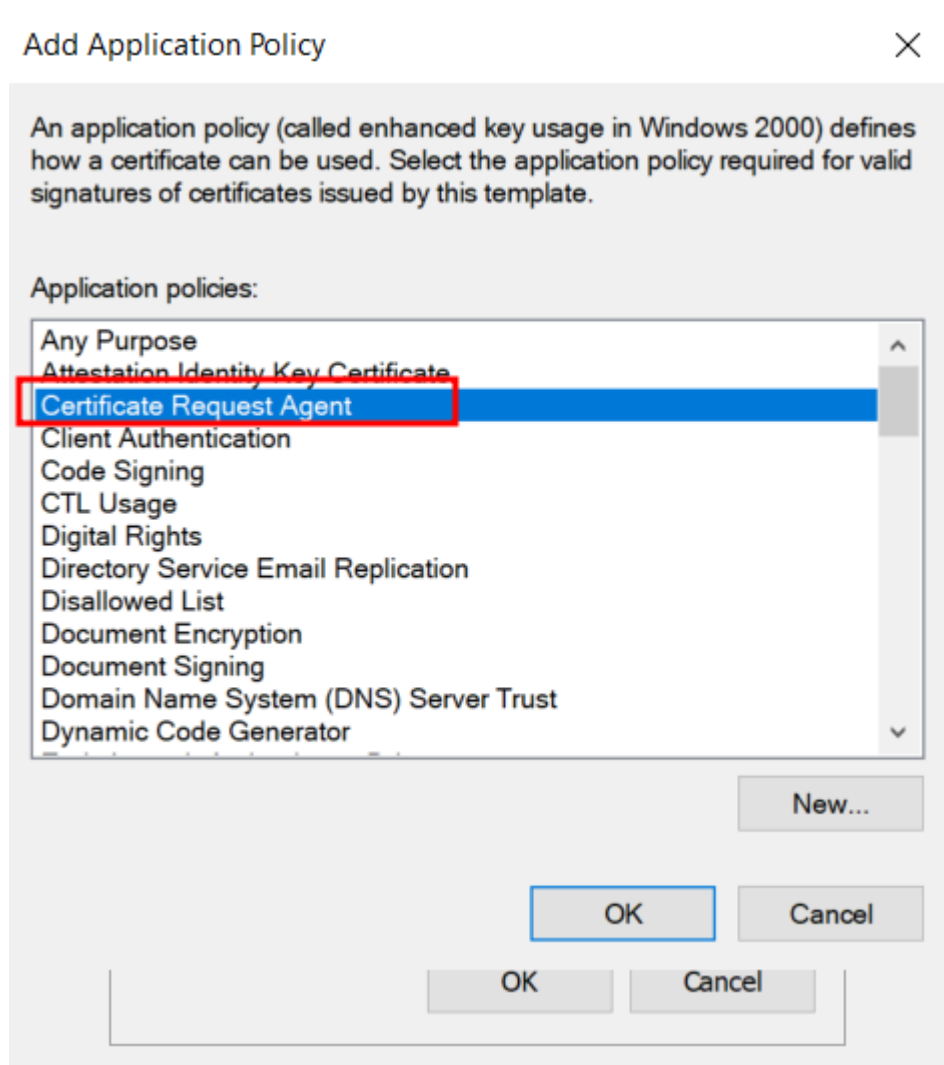 Add Application Policy
An application policy (called enhanced key usage in Windows 2000) defines
how a certificate can be used. Select the application policy required for valid
signatures of certificates issued by this template.
Application policies:
Any Purpose
Attestation Identity Key Certificate
Certificate Request Agent
Client Authentication
Code Signing
CTL Usage
Digital Rights
Directory Service Email Replication
Disallowed List
Document Encryption
Document Signing
Domain Name System (DNS) Server Trust
Dynamic Code Generator
New...
OK Cancel
OK Cancel